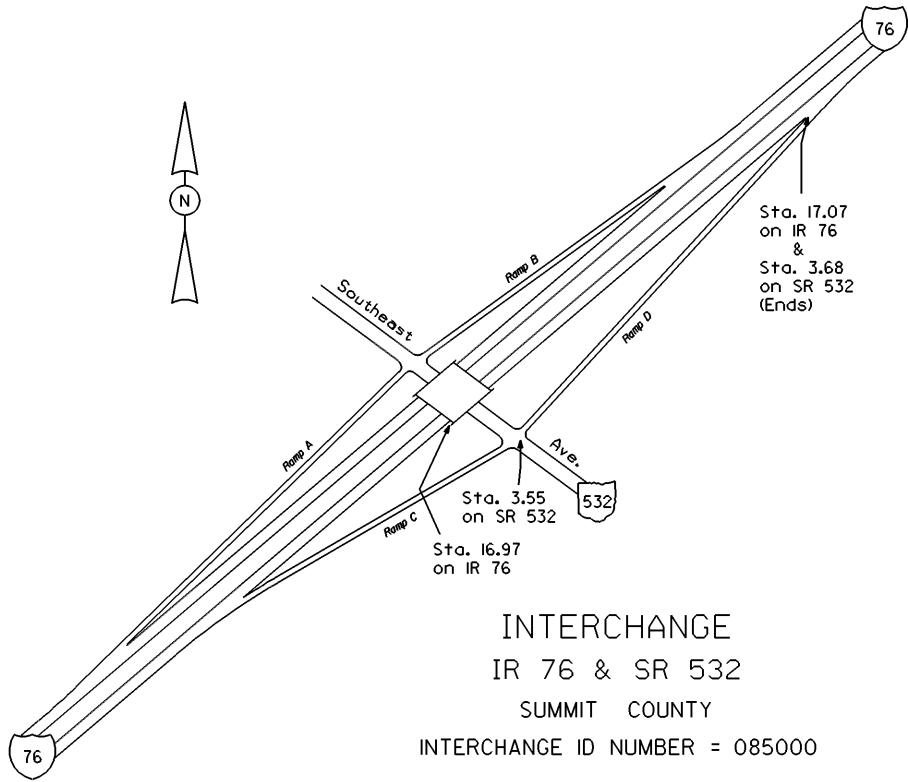 76
N
Sta. 17.07
on IR 76
&
Sta. 3.68
on SR 532
(Ends)
Ramp B
Southeast
Ramp D
Ramp A
Ave.
532
Sta. 3.55
on SR 532
Ramp C
Sta. 16.97
on IR 76
INTERCHANGE
IR 76 & SR 532
SUMMIT COUNTY
INTERCHANGE ID NUMBER = 085000
76